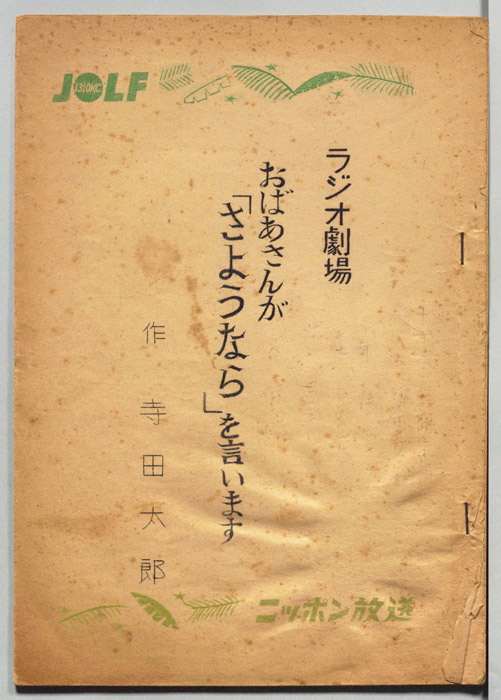 JOLF
1310KC
ラジオ劇場
おばあさんが
「さようなら」を言います
作 寺田太郎
ニッポン放送